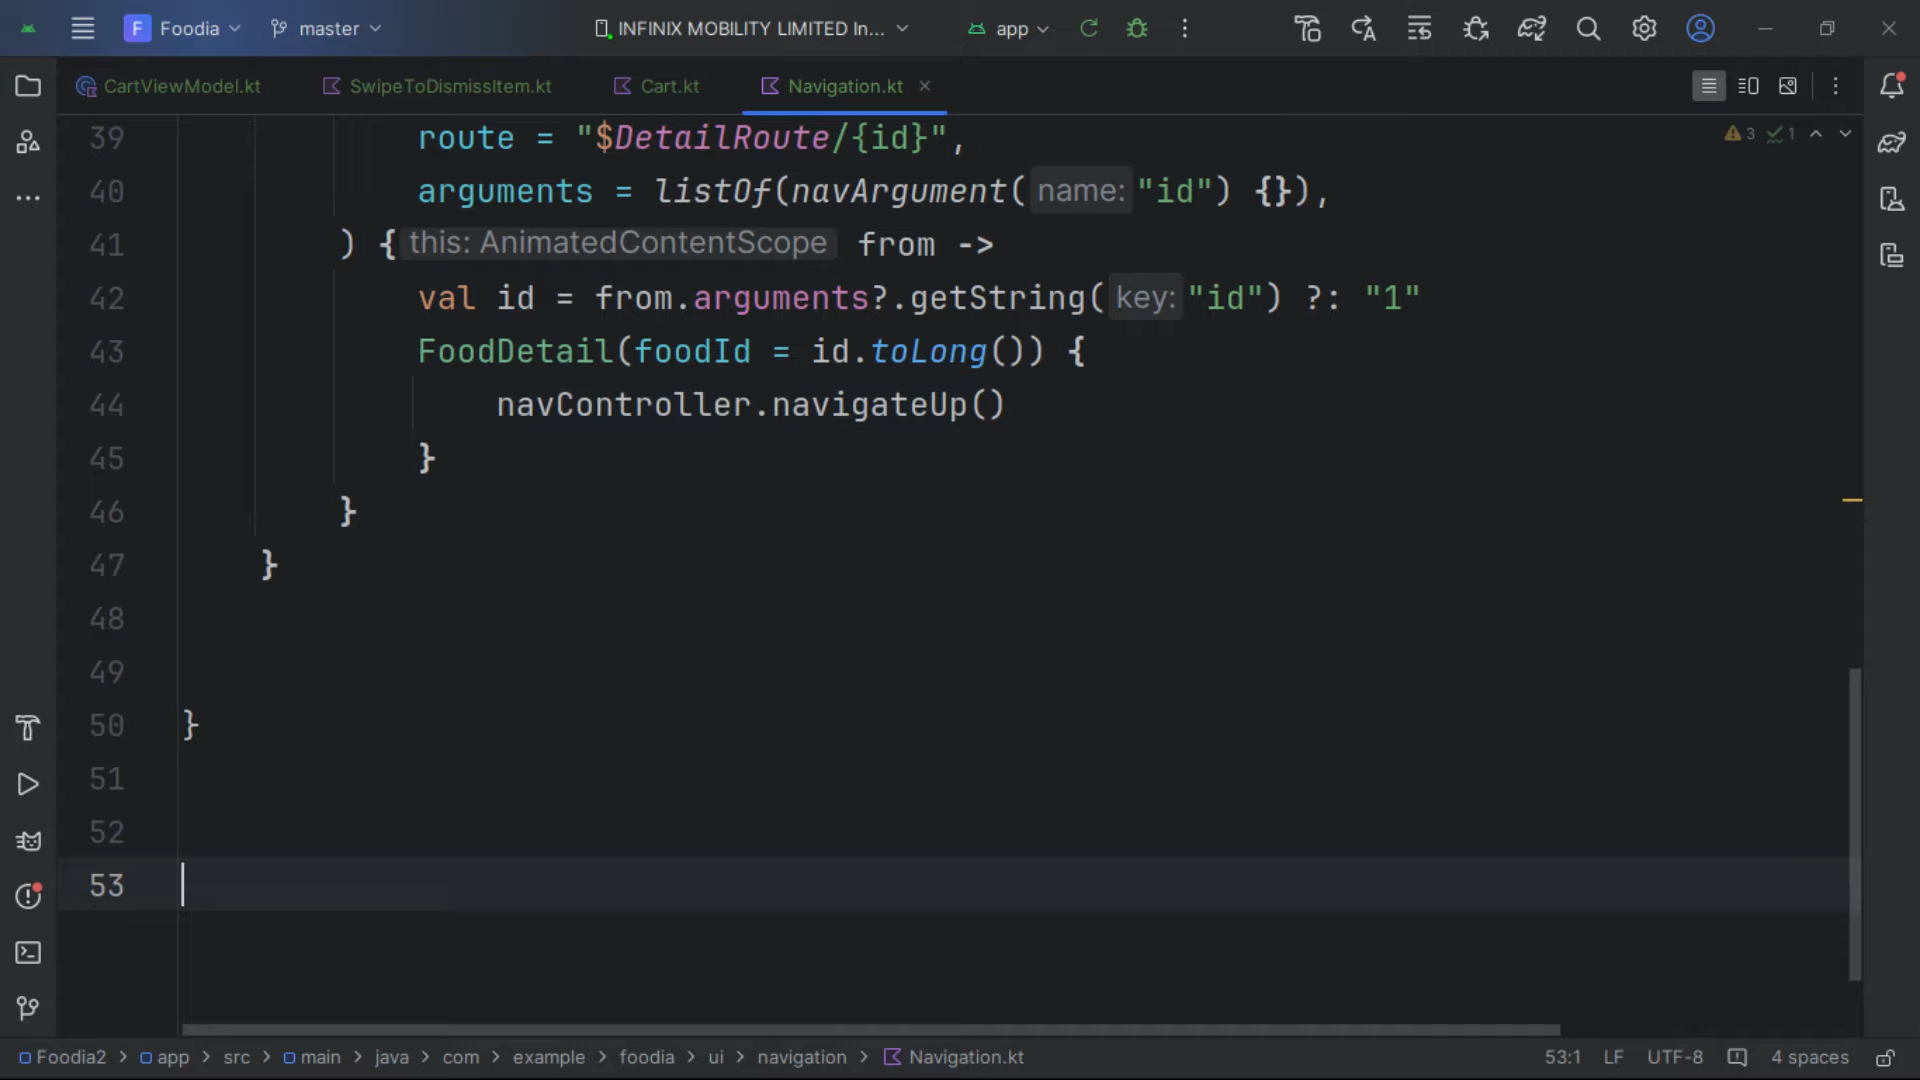 F Foodia master INFINIX MOBILITY LIMITED In... app
CartViewModel.kt SwipeToDismissItem.kt Cart.kt Navigation.kt
39 route = "$DetailRoute/{id}", 3 1
40 arguments = listOf(navArgument( name: "id") {}),
41 ) { this: AnimatedContentScope from ->
42 val id = from.arguments?.getString( key: "id") ?: "1"
43 FoodDetail(foodId = id.toLong()) {
44 navController.navigateUp()
45 }
46 }
47 }
48
49
50 }
51
52
53
Foodia2 > app > src > main > java > com > example > foodia > ui > navigation > Navigation.kt 53:1 LF UTF-8 4 spaces